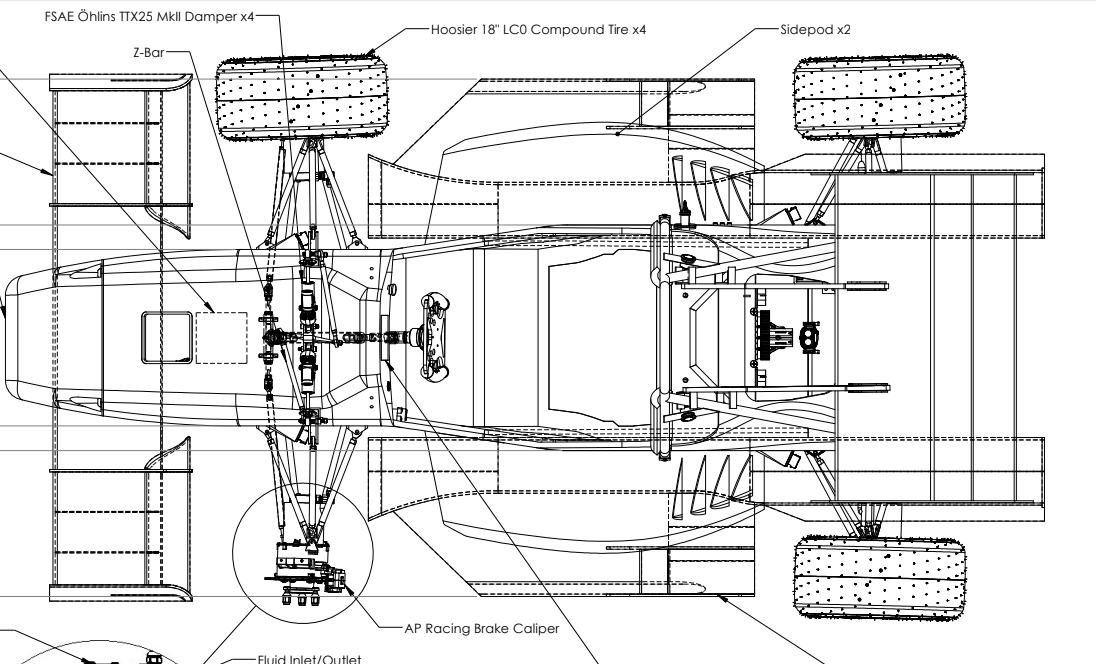 FSAE Öhlins TTX25 MkII Damper x4
Hoosier 18" LC0 Compound Tire x4
Sidepod x2
Z-Bar
AP Racing Brake Caliper
Fluid Inlet/Outlet